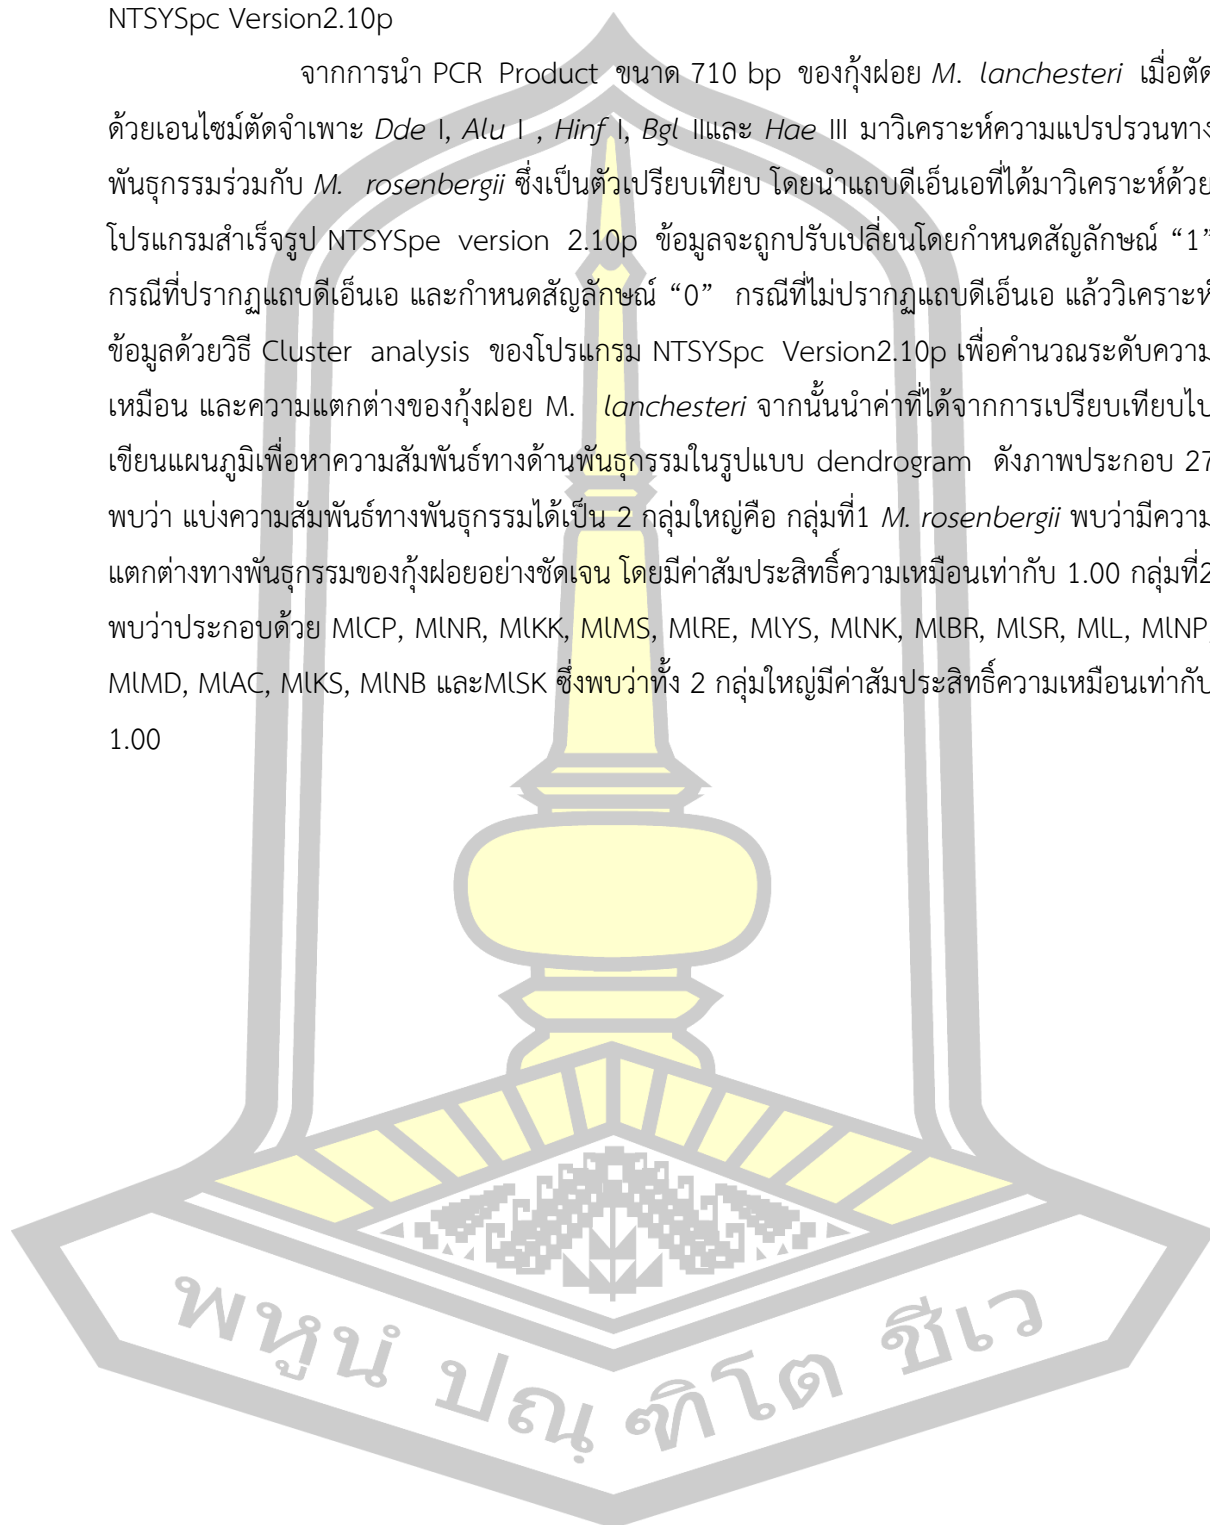 NTSYSpc Version2.10p
จากการนำ PCR Product ขนาด 710 bp ของกุ้งฝอย M. lanchesteri เมื่อตัด
ด้วยเอนไซม์ตัดจำเพาะ Dde I, Alu I , Hinf I, Bgl IIและ Hae III มาวิเคราะห์ความแปรปรวนทาง
พันธุกรรมร่วมกับ M. rosenbergii ซึ่งเป็นตัวเปรียบเทียบ โดยนำแถบดีเอ็นเอที่ได้มาวิเคราะห์ด้วย
โปรแกรมสำเร็จรูป NTSYSpe version 2.10p ข้อมูลจะถูกปรับเปลี่ยนโดยกำหนดสัญลักษณ์ “1”
กรณีที่ปรากฏแถบดีเอ็นเอ และกำหนดสัญลักษณ์ “0” กรณีที่ไม่ปรากฏแถบดีเอ็นเอ แล้ววิเคราะห์
ข้อมูลด้วยวิธี Cluster analysis ของโปรแกรม NTSYSpc Version2.10p เพื่อคำนวณระดับความ
เหมือน และความแตกต่างของกุ้งฝอย M. lanchesteri จากนั้นนำค่าที่ได้จากการเปรียบเทียบไป
เขียนแผนภูมิเพื่อหาความสัมพันธ์ทางด้านพันธุกรรมในรูปแบบ dendrogram ดังภาพประกอบ 27
พบว่า แบ่งความสัมพันธ์ทางพันธุกรรมได้เป็น 2 กลุ่มใหญ่คือ กลุ่มที่1 M. rosenbergii พบว่ามีความ
แตกต่างทางพันธุกรรมของกุ้งฝอยอย่างชัดเจน โดยมีค่าสัมประสิทธิ์ความเหมือนเท่ากับ 1.00 กลุ่มที่2
พบว่าประกอบด้วย MlCP, MlNR, MlKK, MlMS, MlRE, MlYS, MlNK, MlBR, MlSR, MlL, MlNP,
MlMD, MlAC, MlKS, MlNB และMlSK ซึ่งพบว่าทั้ง 2 กลุ่มใหญ่มีค่าสัมประสิทธิ์ความเหมือนเท่ากับ
1.00
พหูนํ ปณฺฑิโต ชีเว